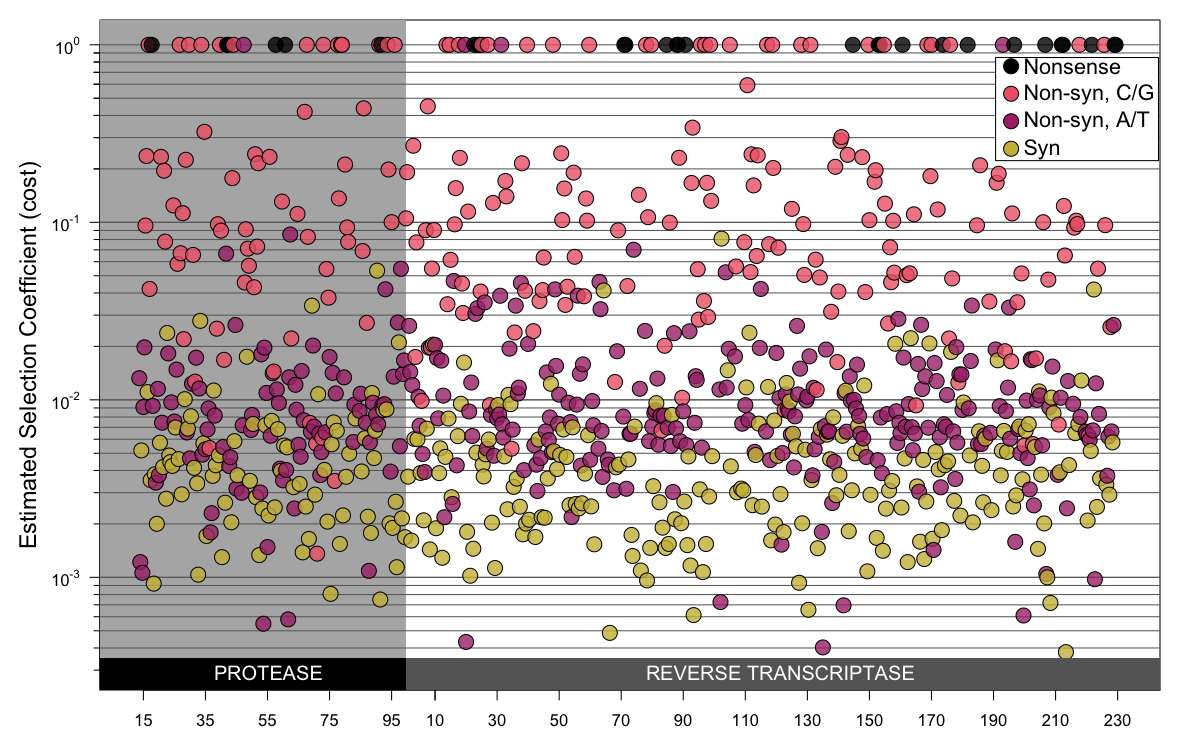 Estimated Selection Coefficient (cost)
10^0
10^-1
10^-2
10^-3
Nonsense
Non-syn, C/G
Non-syn, A/T
Syn
PROTEASE REVERSE TRANSCRIPTASE
15 35 55 75 95 10 30 50 70 90 110 130 150 170 190 210 230